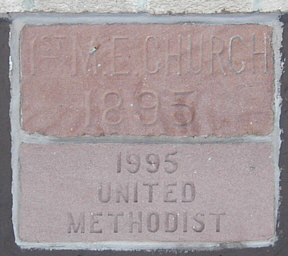 1ST M.E. CHURCH
1895
1995
UNITED
METHODIST